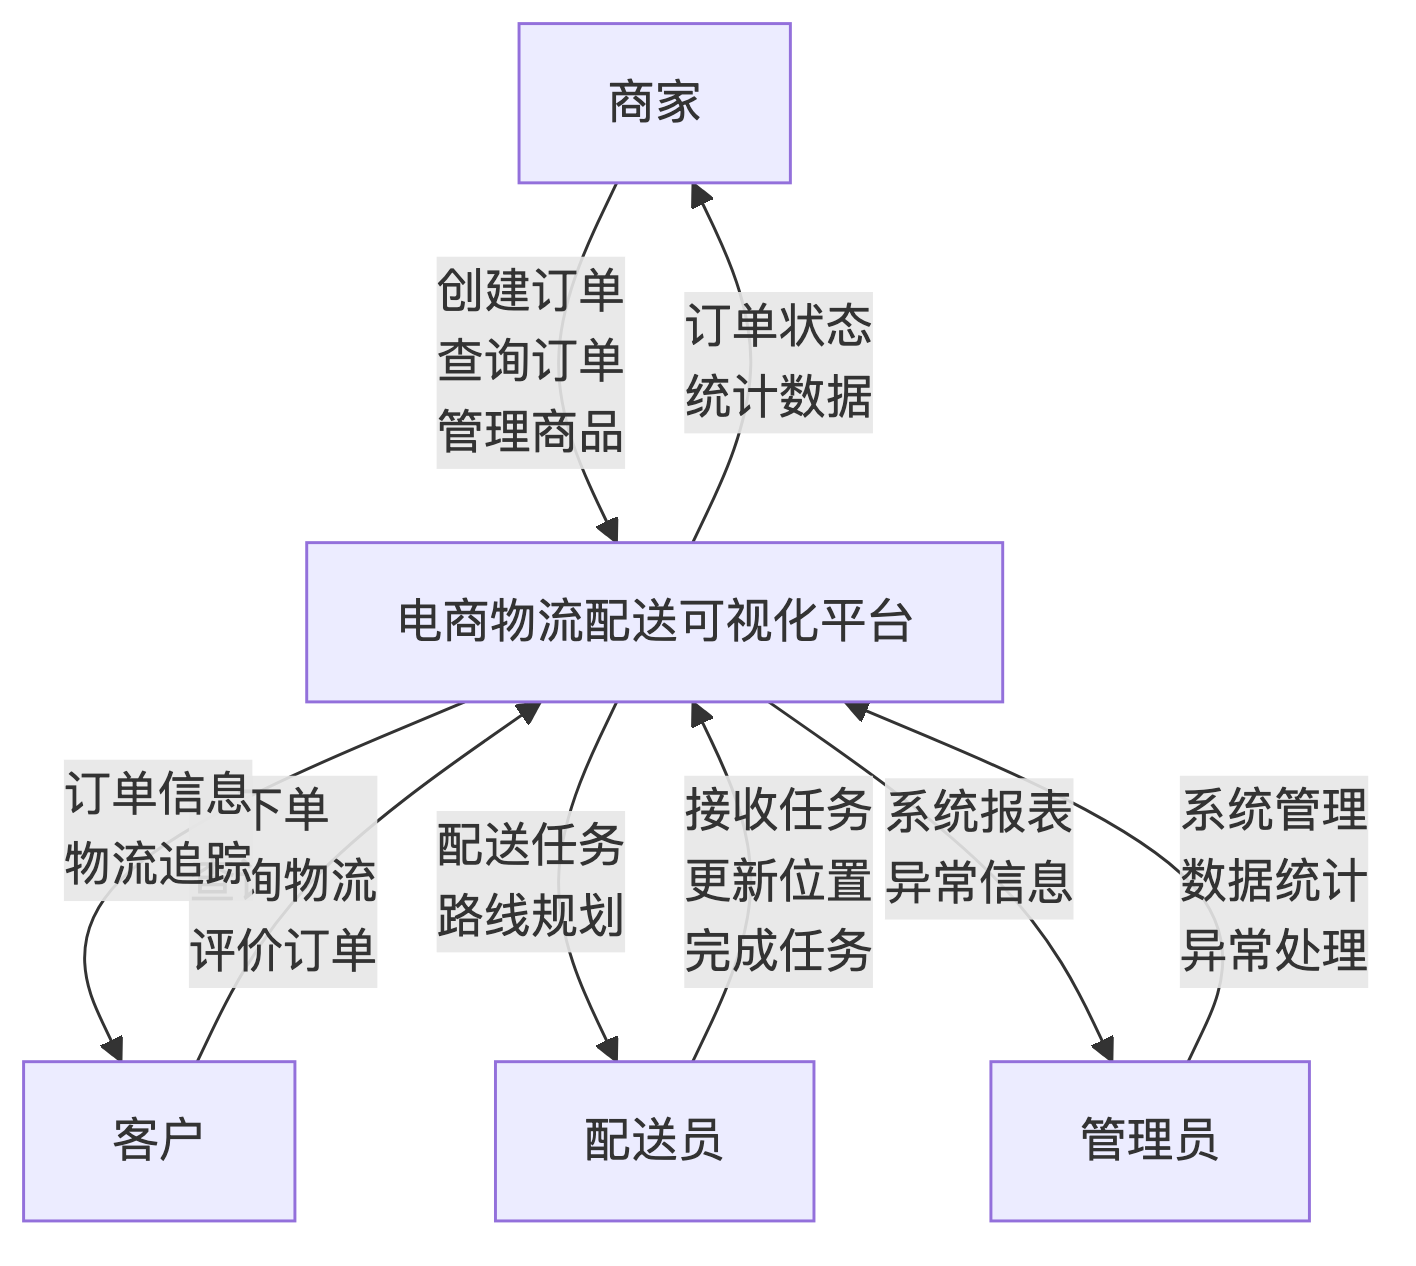 商家
创建订单
查询订单
管理商品
订单状态
统计数据
电商物流配送可视化平台
订单信息
物流追踪
下单
查询物流
评价订单
配送任务
路线规划
接收任务
更新位置
完成任务
系统报表
异常信息
系统管理
数据统计
异常处理
客户
配送员
管理员